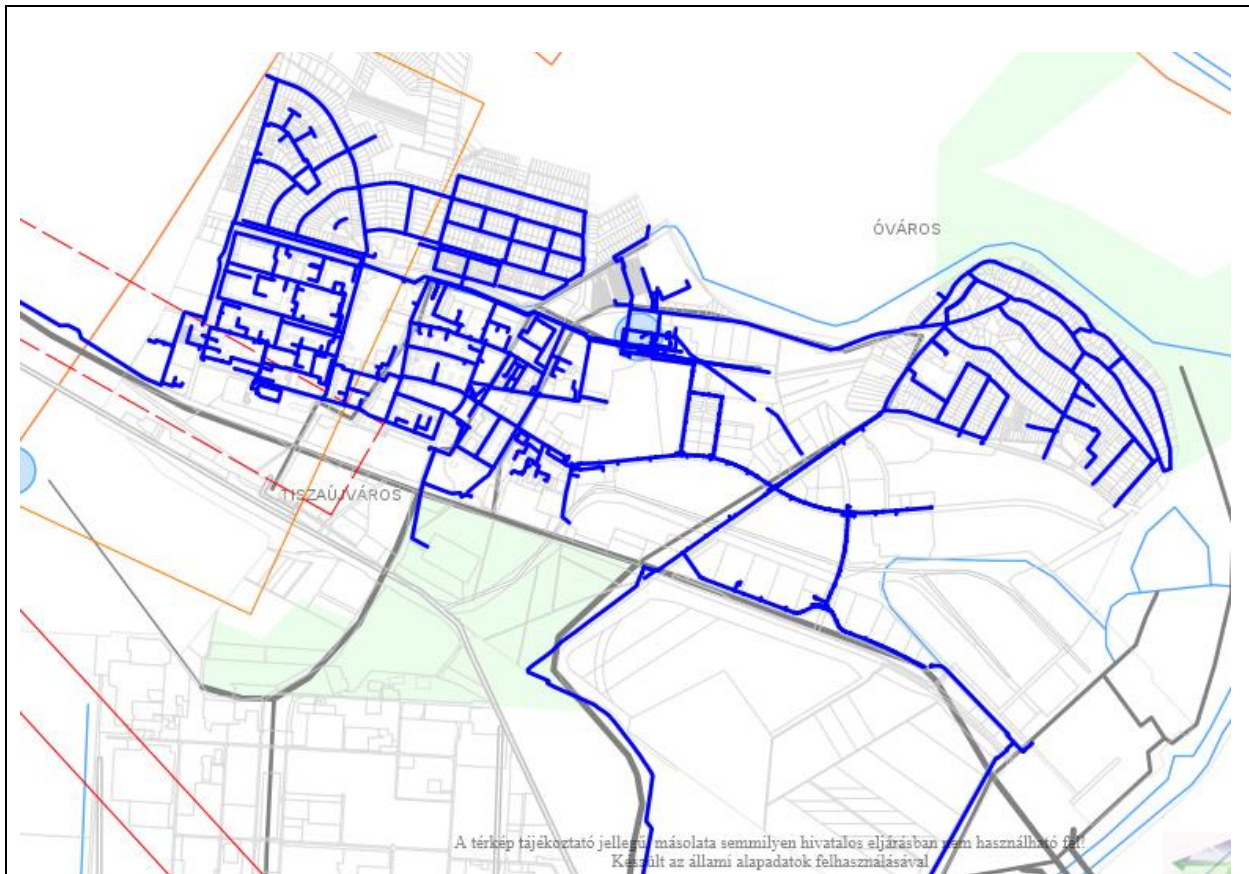 ÓVÁROS
TISZAÚJVÁROS
A térkép tájékoztató jellegű, másolata semmilyen hivatalos eljárásban nem használható fel!
Készült az állami alapadatok felhasználásával